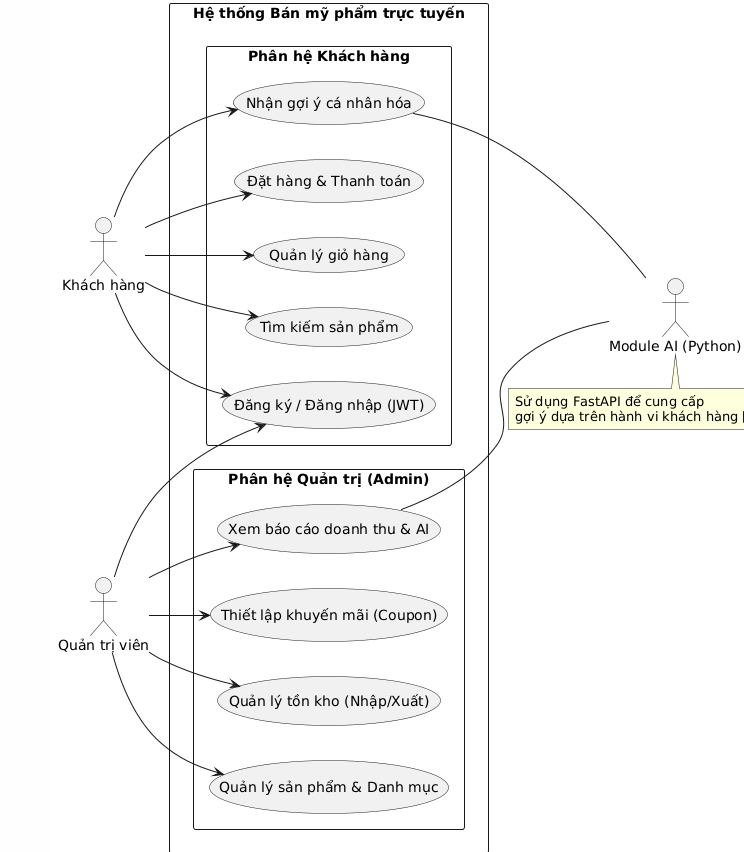 Hệ thống Bán mỹ phẩm trực tuyến
Phân hệ Khách hàng
Nhận gợi ý cá nhân hóa
Đặt hàng & Thanh toán
Quản lý giỏ hàng
Tìm kiếm sản phẩm
Đăng ký / Đăng nhập (JWT)
Khách hàng
Module AI (Python)
Sử dụng FastAPI để cung cấp
gợi ý dựa trên hành vi khách hàng
Phân hệ Quản trị (Admin)
Xem báo cáo doanh thu & AI
Thiết lập khuyến mãi (Coupon)
Quản lý tồn kho (Nhập/Xuất)
Quản lý sản phẩm & Danh mục
Quản trị viên